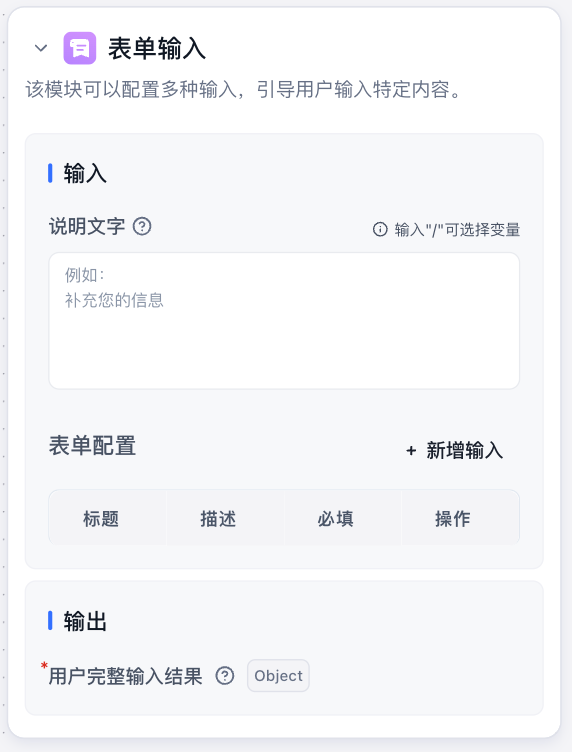 表单输入
该模块可以配置多种输入，引导用户输入特定内容。
输入
说明文字 输入"/"可选择变量
例如：
补充您的信息
表单配置 + 新增输入
标题 描述 必填 操作
输出
*用户完整输入结果 Object